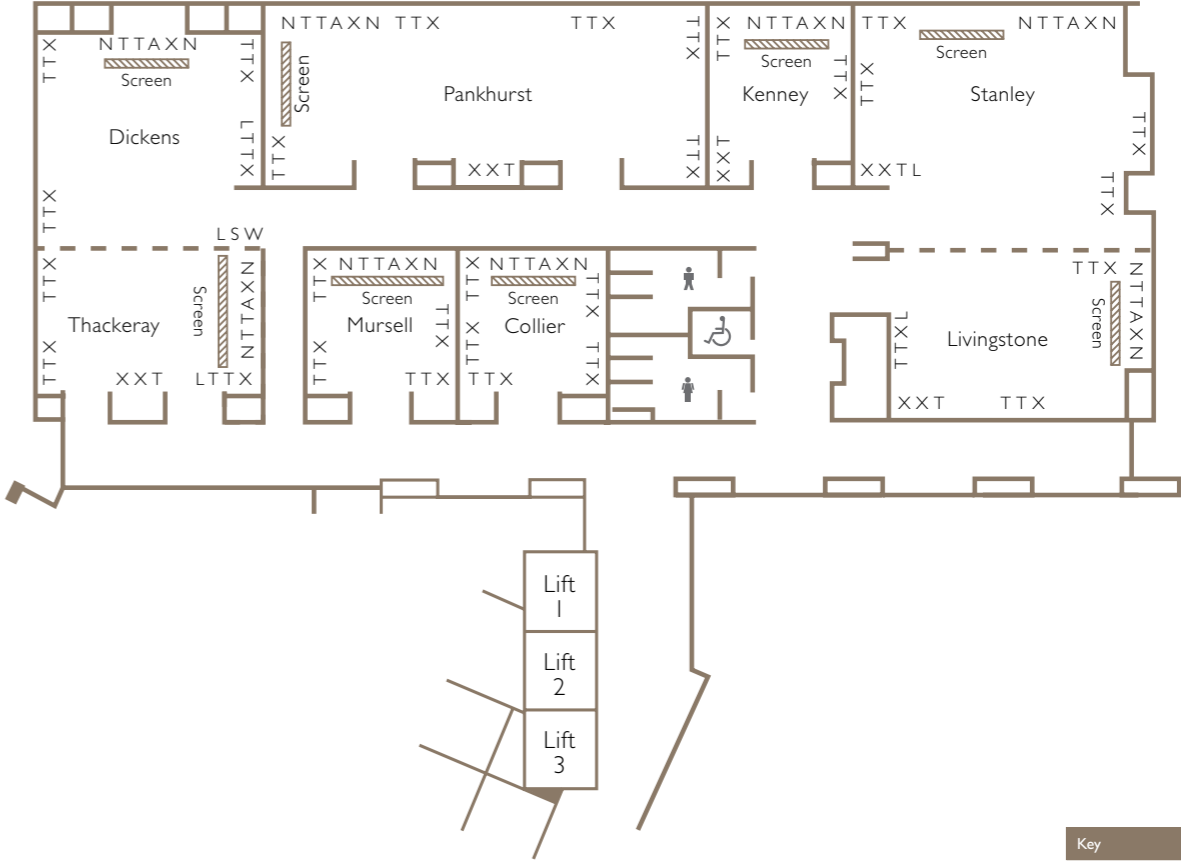 NTTAXN TTX TTX TTX
TTX NTTAXN TTX
Screen
Dickens
LTTX
TTX
LSW
Screen
TTX
Pankhurst
XXT
TTX
TTX NTTAXN
Screen
TTX
Kenney
XXT
TTX NTTAXN
Screen
TTX
Stanley
XXTL
TTX
TTX
TTX
Thackeray
Screen
NTTAXN
TTX
XXT
LTTX
TTX NTTAXN
Screen
Mursell
TTX
TTX
TTX
TTX NTTAXN
Screen
TTX
Collier
TTX
TTX
TTX
TTX NTTAXN
Screen
Livingstone
TTXL
XXT
TTX
Lift
1
Lift
2
Lift
3
Key